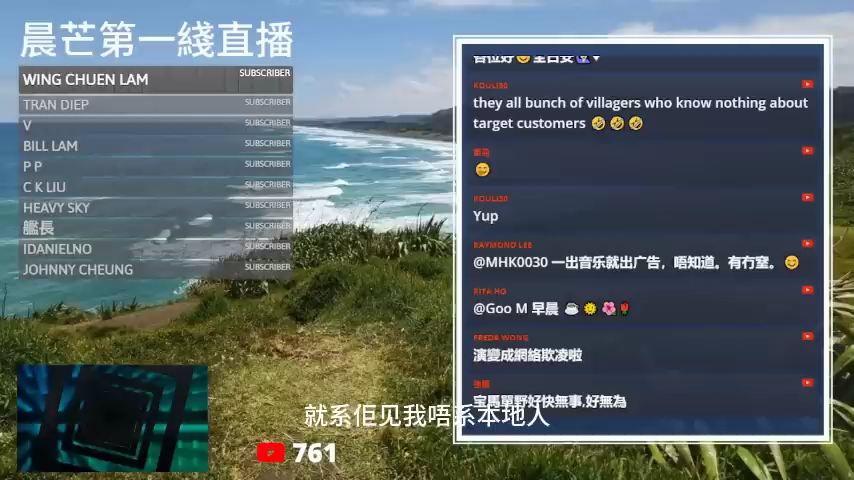 晨芒第一綫直播
WING CHUEN LAM SUBSCRIBER
TRAN DIEP SUBSCRIBER
V SUBSCRIBER
BILL LAM SUBSCRIBER
P P SUBSCRIBER
C K LIU SUBSCRIBER
HEAVY SKY SUBSCRIBER
艦長 SUBSCRIBER
IDANIELNO SUBSCRIBER
JOHNNY CHEUNG SUBSCRIBER
they all bunch of villagers who know nothing about
target customers 🤣 🤣 🤣
😄
Yup
RAYMOND LEE
@MHK0030 一出音乐就出广告，唔知道。有冇窒。 😊
RITA HO
@Goo M 早晨 ☕ 🌞 🌸 🌹
FREDA WONG
演變成網絡欺凌啦
宝馬單野好快無事,好無為
就系佢见我唔系本地人
761